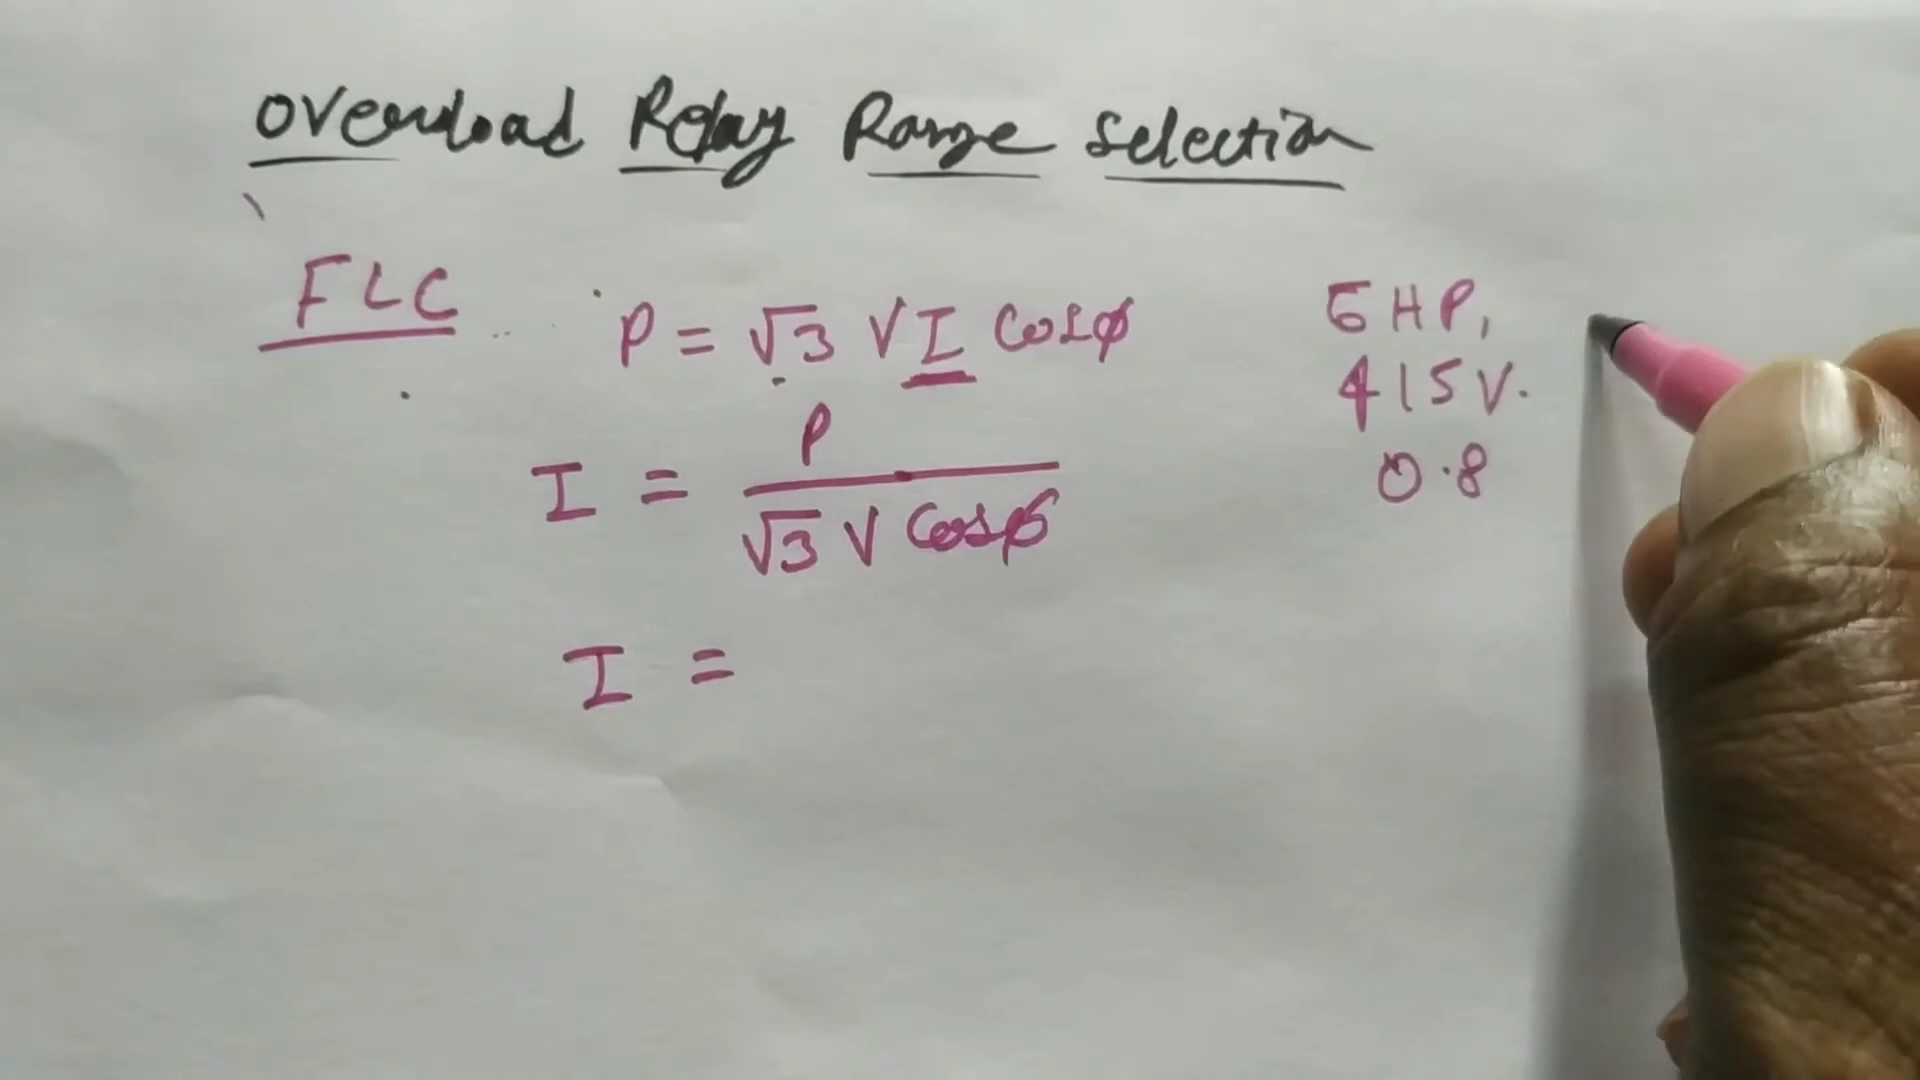 overload Relay Range selection
FLC
P = √3 V I cosϕ
I = P / √3 V cosϕ
I =
5 HP,
415 V.
0.8